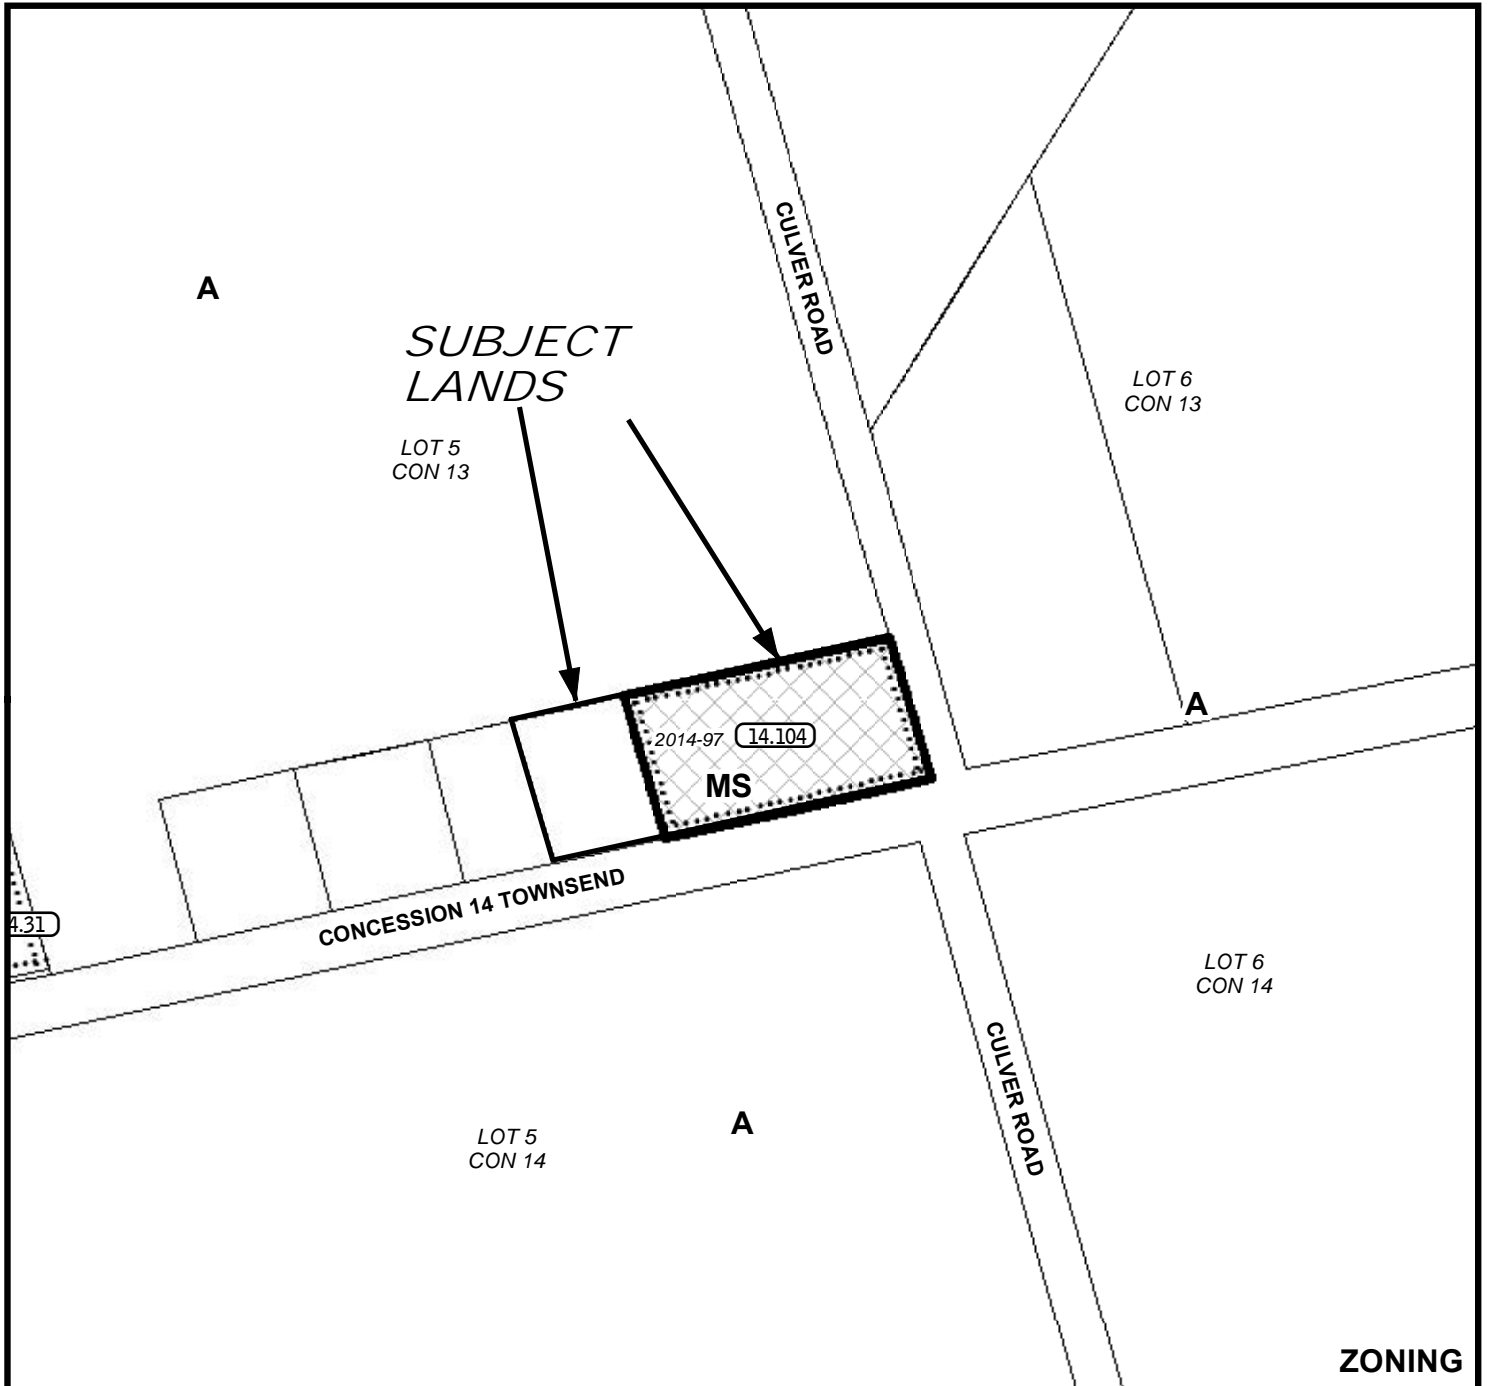 CULVER ROAD
A
SUBJECT
LANDS
LOT 6
CON 13
LOT 5
CON 13
A
2014-97 14.104
MS
CONCESSION 14 TOWNSEND
4.31
LOT 6
CON 14
CULVER ROAD
A
LOT 5
CON 14
ZONING